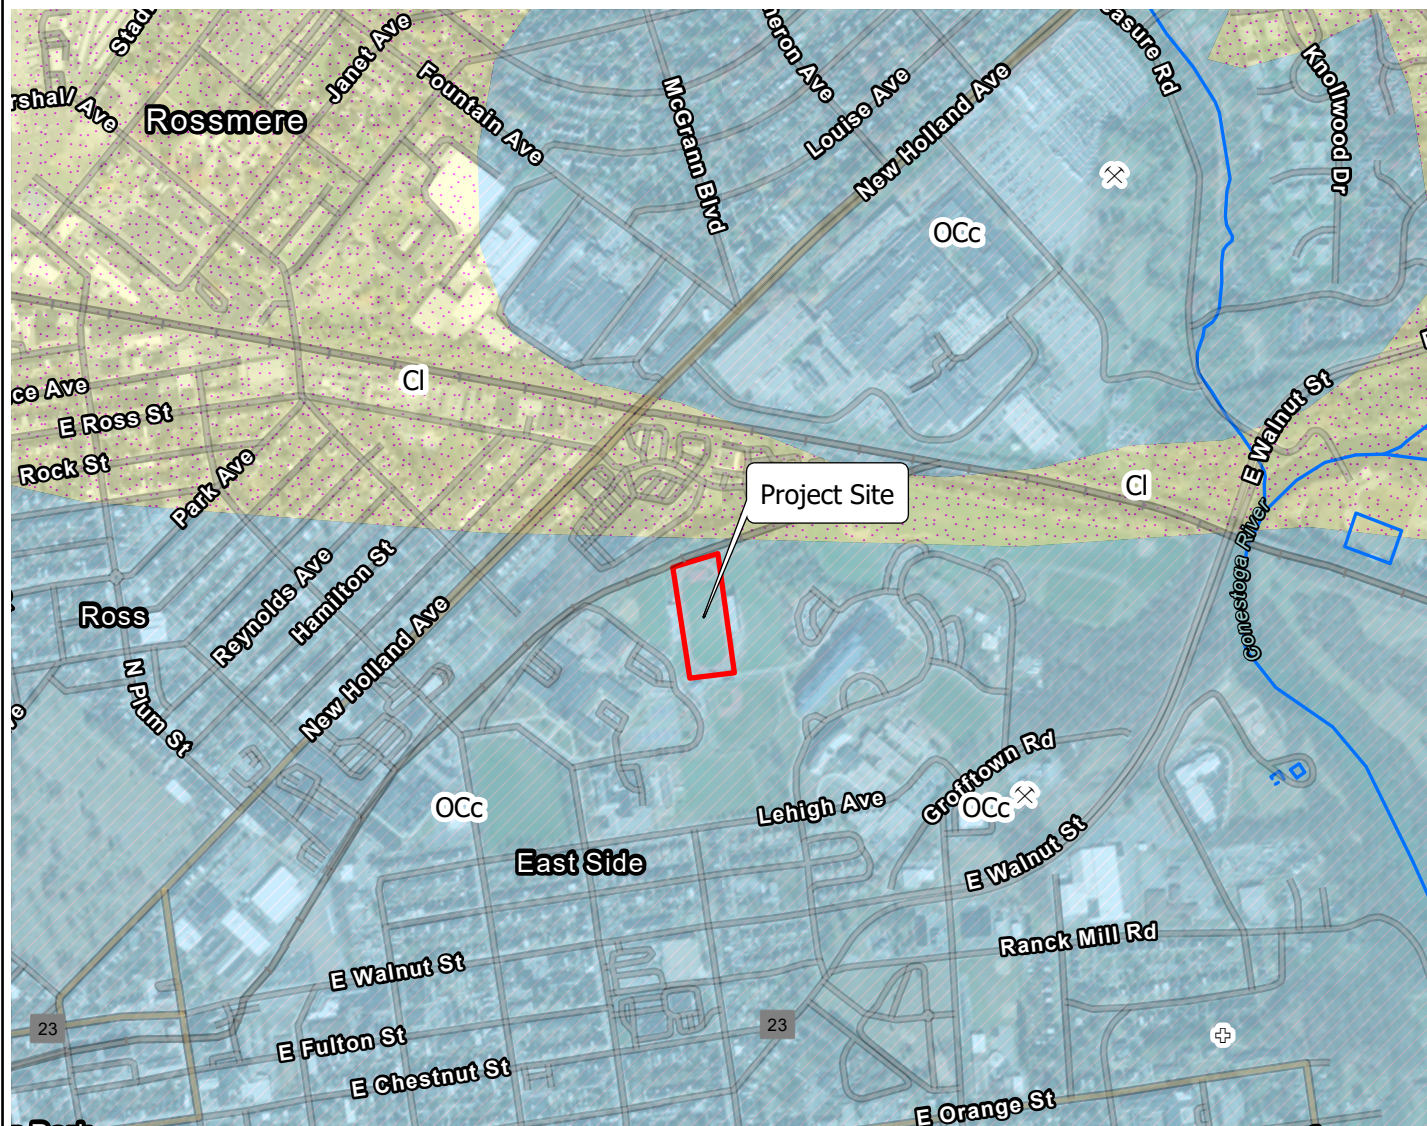 Janet Ave
Fountain Ave
Rossmere
McGrann Blvd
Louise Ave
New Holland Ave
Knollwood Dr
OCc
Cl
E Ross St
Rock St
Park Ave
E Walnut St
Cl
Project Site
Conestoga River
Reynolds Ave
Hamilton St
Ross
New Holland Ave
N Plum St
Grofftown Rd
Lehigh Ave
OCc
OCc
East Side
E Walnut St
Ranck Mill Rd
E Walnut St
23
23
E Fulton St
E Chestnut St
E Orange St